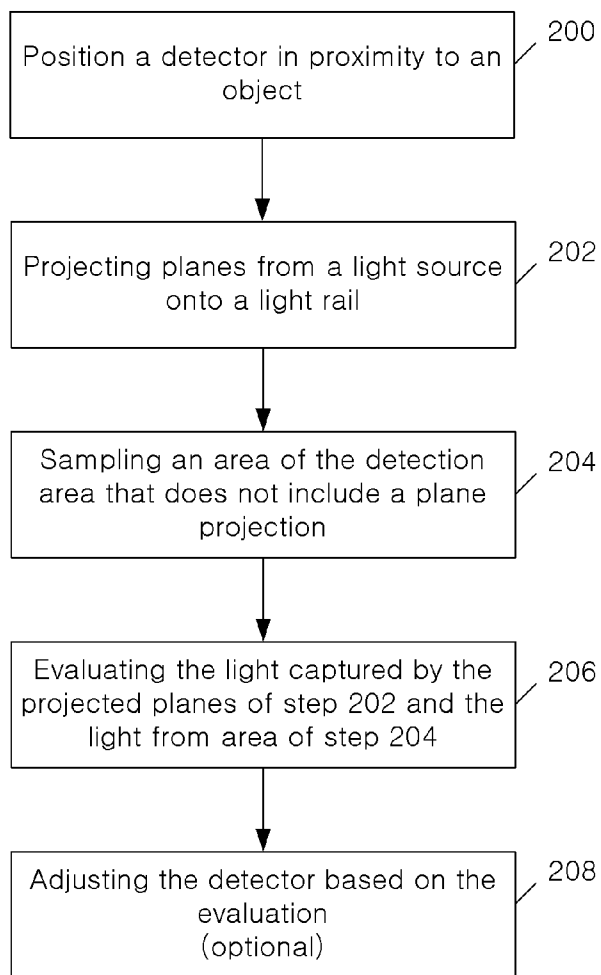 Position a detector in proximity to an
object
200
Projecting planes from a light source
onto a light rail
202
Sampling an area of the detection
area that does not include a plane
projection
204
Evaluating the light captured by the
projected planes of step 202 and the
light from area of step 204
206
Adjusting the detector based on the
evaluation
(optional)
208